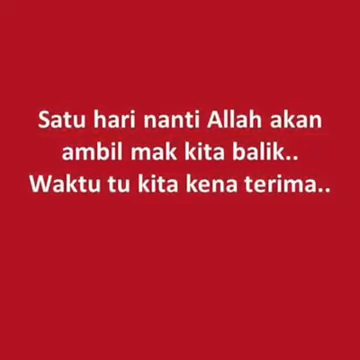 Satu hari nanti Allah akan
ambil mak kita balik..
Waktu tu kita kena terima..